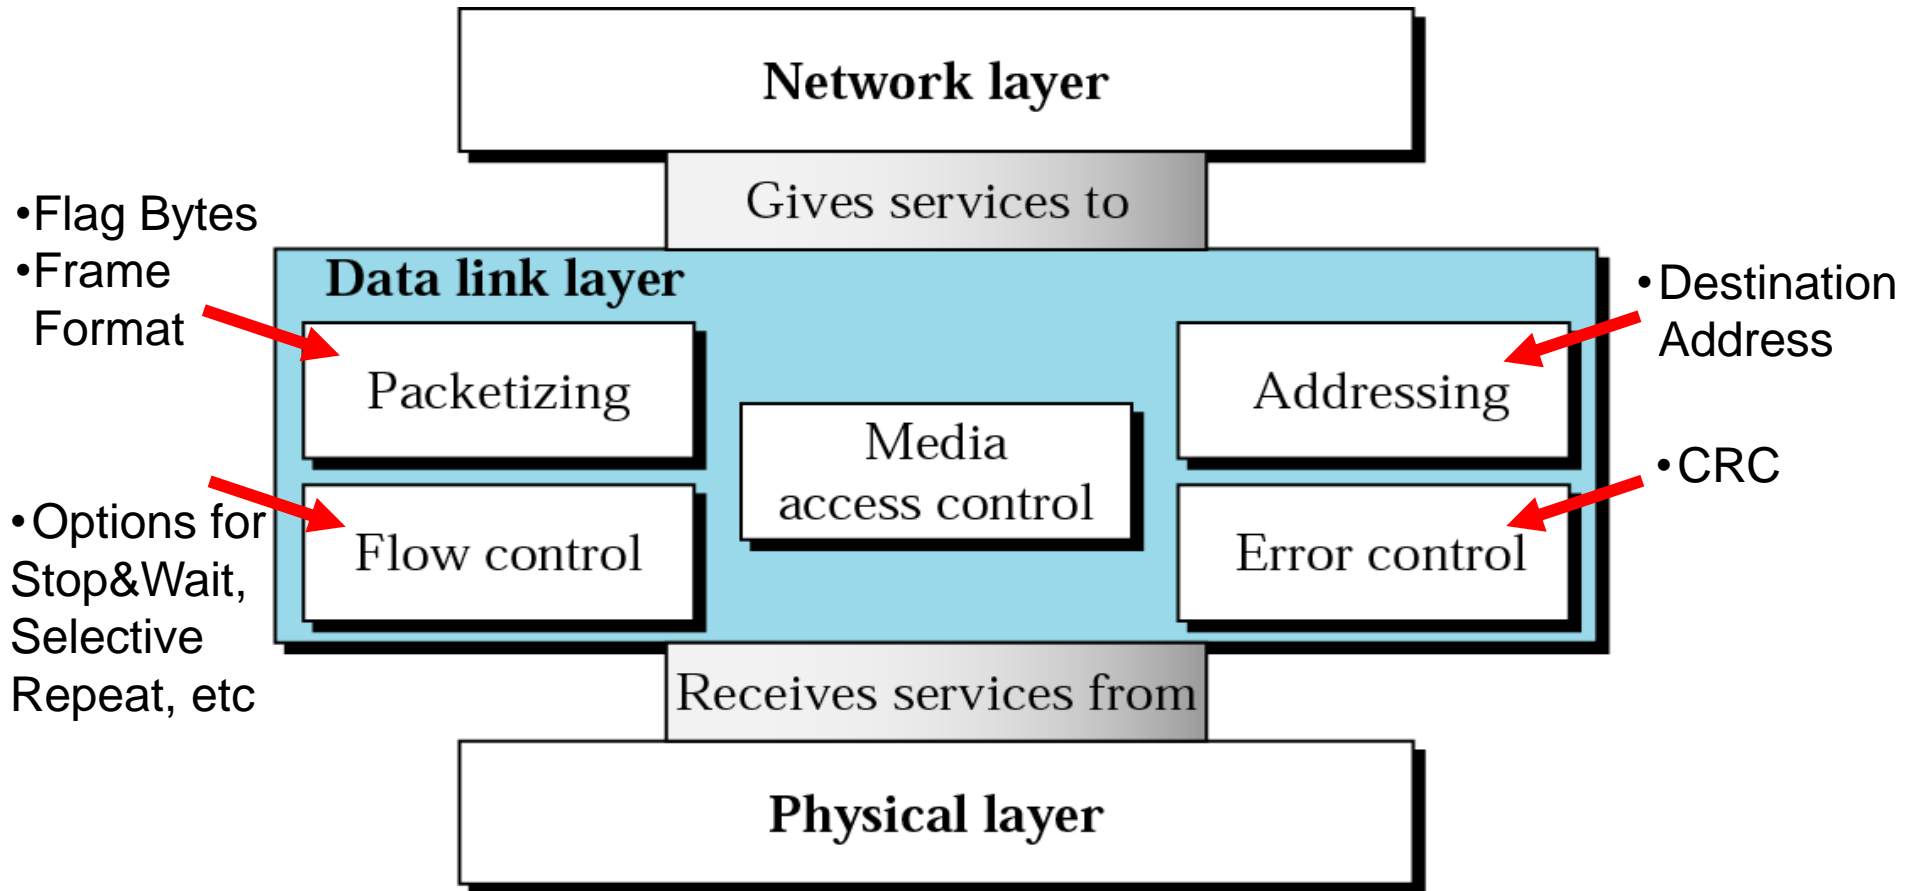 Network layer
Gives services to
•Flag Bytes
•Frame
Format
Data link layer
•Destination
Address
Packetizing
Addressing
Media
access control
•CRC
•Options for
Stop&Wait,
Selective
Repeat, etc
Flow control
Error control
Receives services from
Physical layer